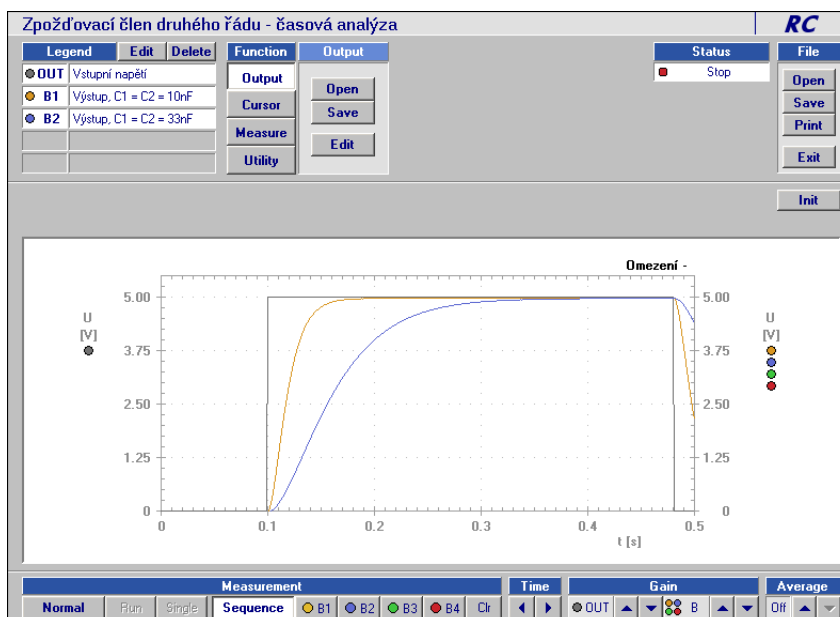 Zpožďovací člen druhého řádu - časová analýza
RC
Legend Edit Delete
OUT Vstupní napětí
B1 Výstup, C1 = C2 = 10nF
B2 Výstup, C1 = C2 = 33nF
Function
Output
Cursor
Measure
Utility
Output
Open
Save
Edit
Status
Stop
File
Open
Save
Print
Exit
Init
Omezení -
U
[V]
5.00
3.75
2.50
1.25
0
0 0.1 0.2 0.3 0.4 0.5
t [s]
5.00
3.75
2.50
1.25
0
U
[V]
Measurement
Normal Run Single Sequence B1 B2 B3 B4 Clr
Time
Gain
OUT B
Average
Off